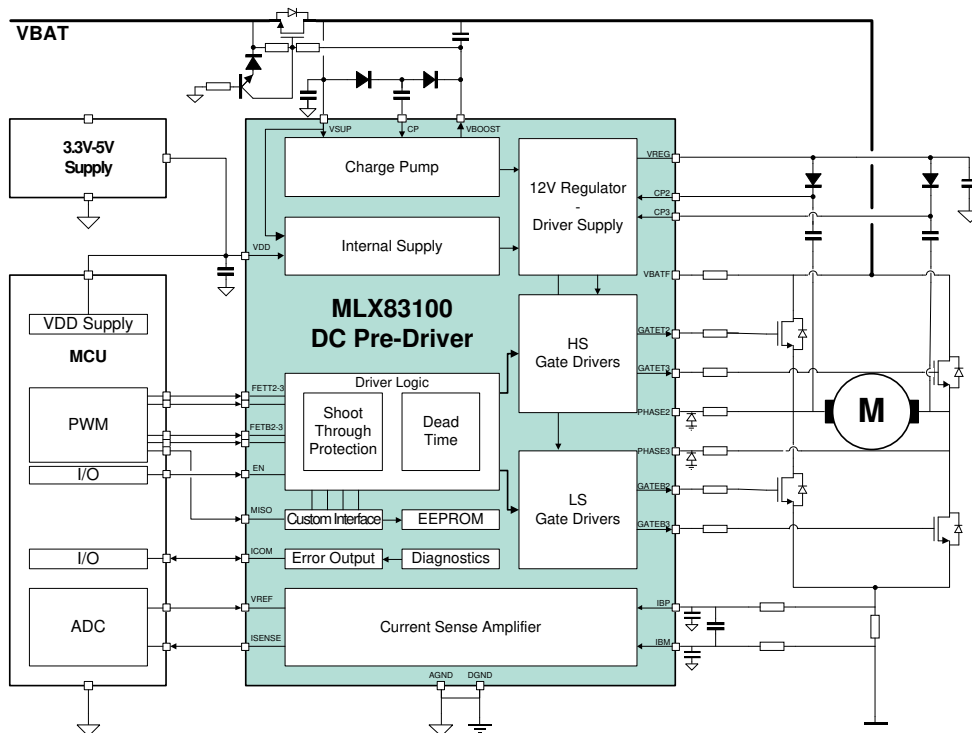 VBAT
VSUP
CP
VBOOST
3.3V-5V
Supply
Charge Pump
12V Regulator
-
Driver Supply
VREG
CP2
CP3
Internal Supply
VDD
VBATF
MLX83100
DC Pre-Driver
VDD Supply
MCU
HS
Gate Drivers
GATET2
GATET3
Driver Logic
Shoot
Through
Protection
Dead
Time
FETT2-3
PWM
FETB2-3
PHASE2
M
PHASE3
I/O
EN
LS
Gate Drivers
GATEB2
MISO
Custom Interface
EEPROM
GATEB3
I/O
ICOM
Error Output
Diagnostics
ADC
VREF
ISENSE
Current Sense Amplifier
IBP
IBM
AGND
DGND